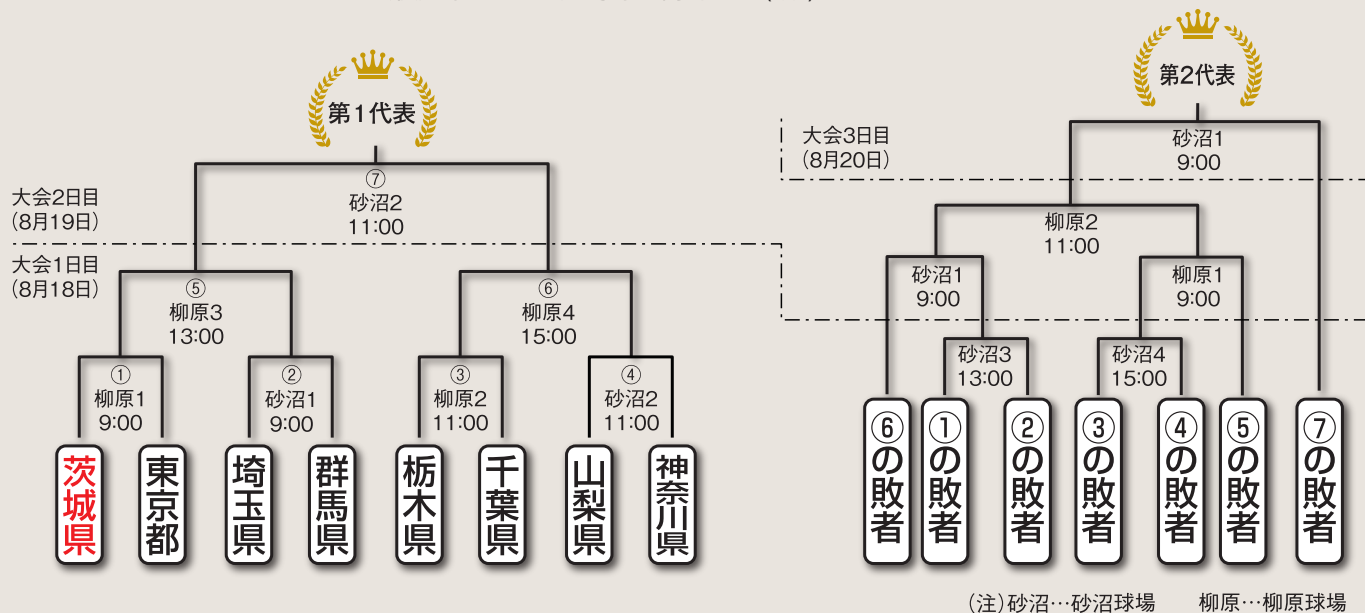 第1代表
大会2日目
(8月19日)
⑦
砂沼2
11:00
大会1日目
(8月18日)
⑤
柳原3
13:00
⑥
柳原4
15:00
①
柳原1
9:00
②
砂沼1
9:00
③
柳原2
11:00
④
砂沼2
11:00
茨城県
東京都
埼玉県
群馬県
栃木県
千葉県
山梨県
神奈川県
第2代表
大会3日目
(8月20日)
砂沼1
9:00
柳原2
11:00
砂沼1
9:00
柳原1
9:00
砂沼3
13:00
砂沼4
15:00
⑥の敗者
①の敗者
②の敗者
③の敗者
④の敗者
⑤の敗者
⑦の敗者
(注)砂沼…砂沼球場　柳原…柳原球場